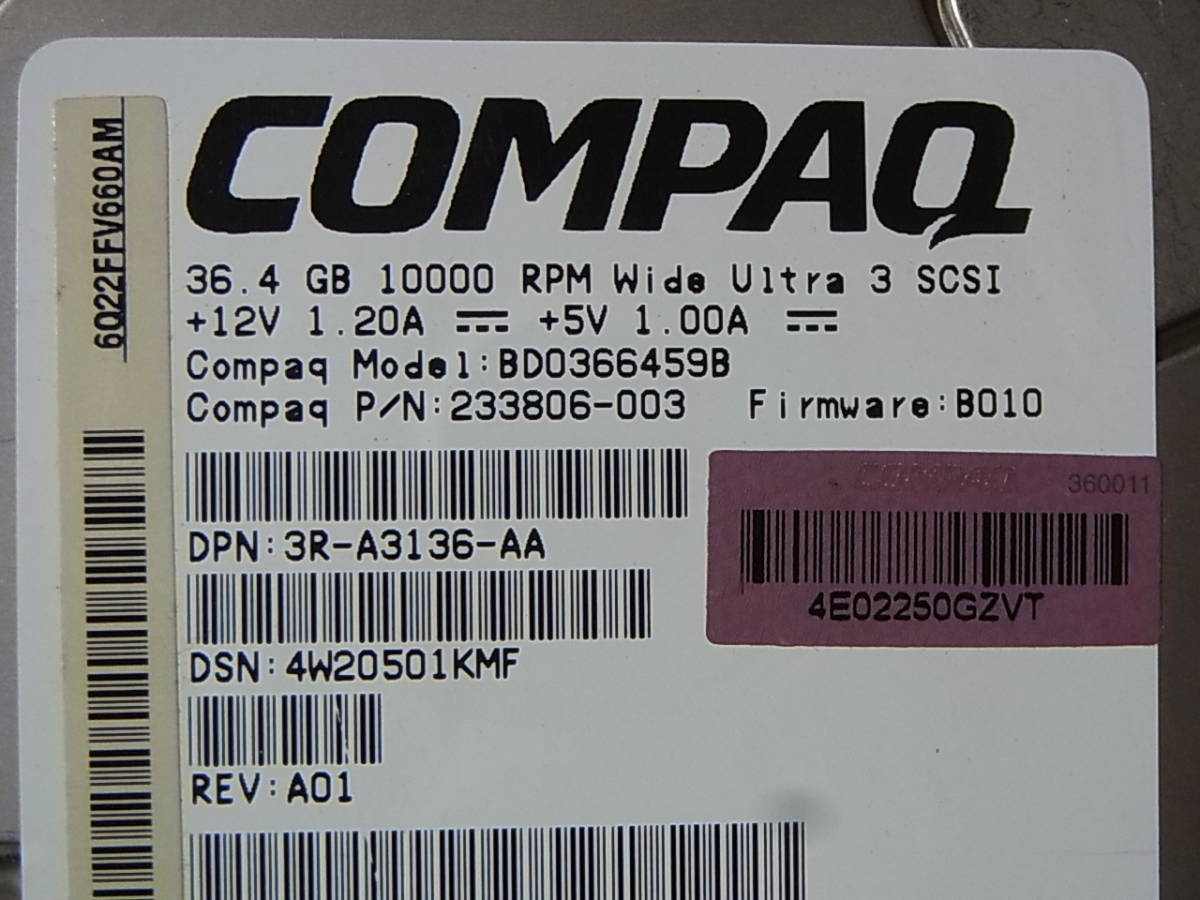 COMPAQ
6022FFV660AM
36.4 GB 10000 RPM Wide Ultra 3 SCSI
+12V 1.20A +5V 1.00A
Compaq Model:BD0366459B
Compaq P/N:233806-003 Firmware:B010
COMPAQ 360011
DPN:3R-A3136-AA
4E02250GZVT
DSN:4W20501KMF
REV:A01